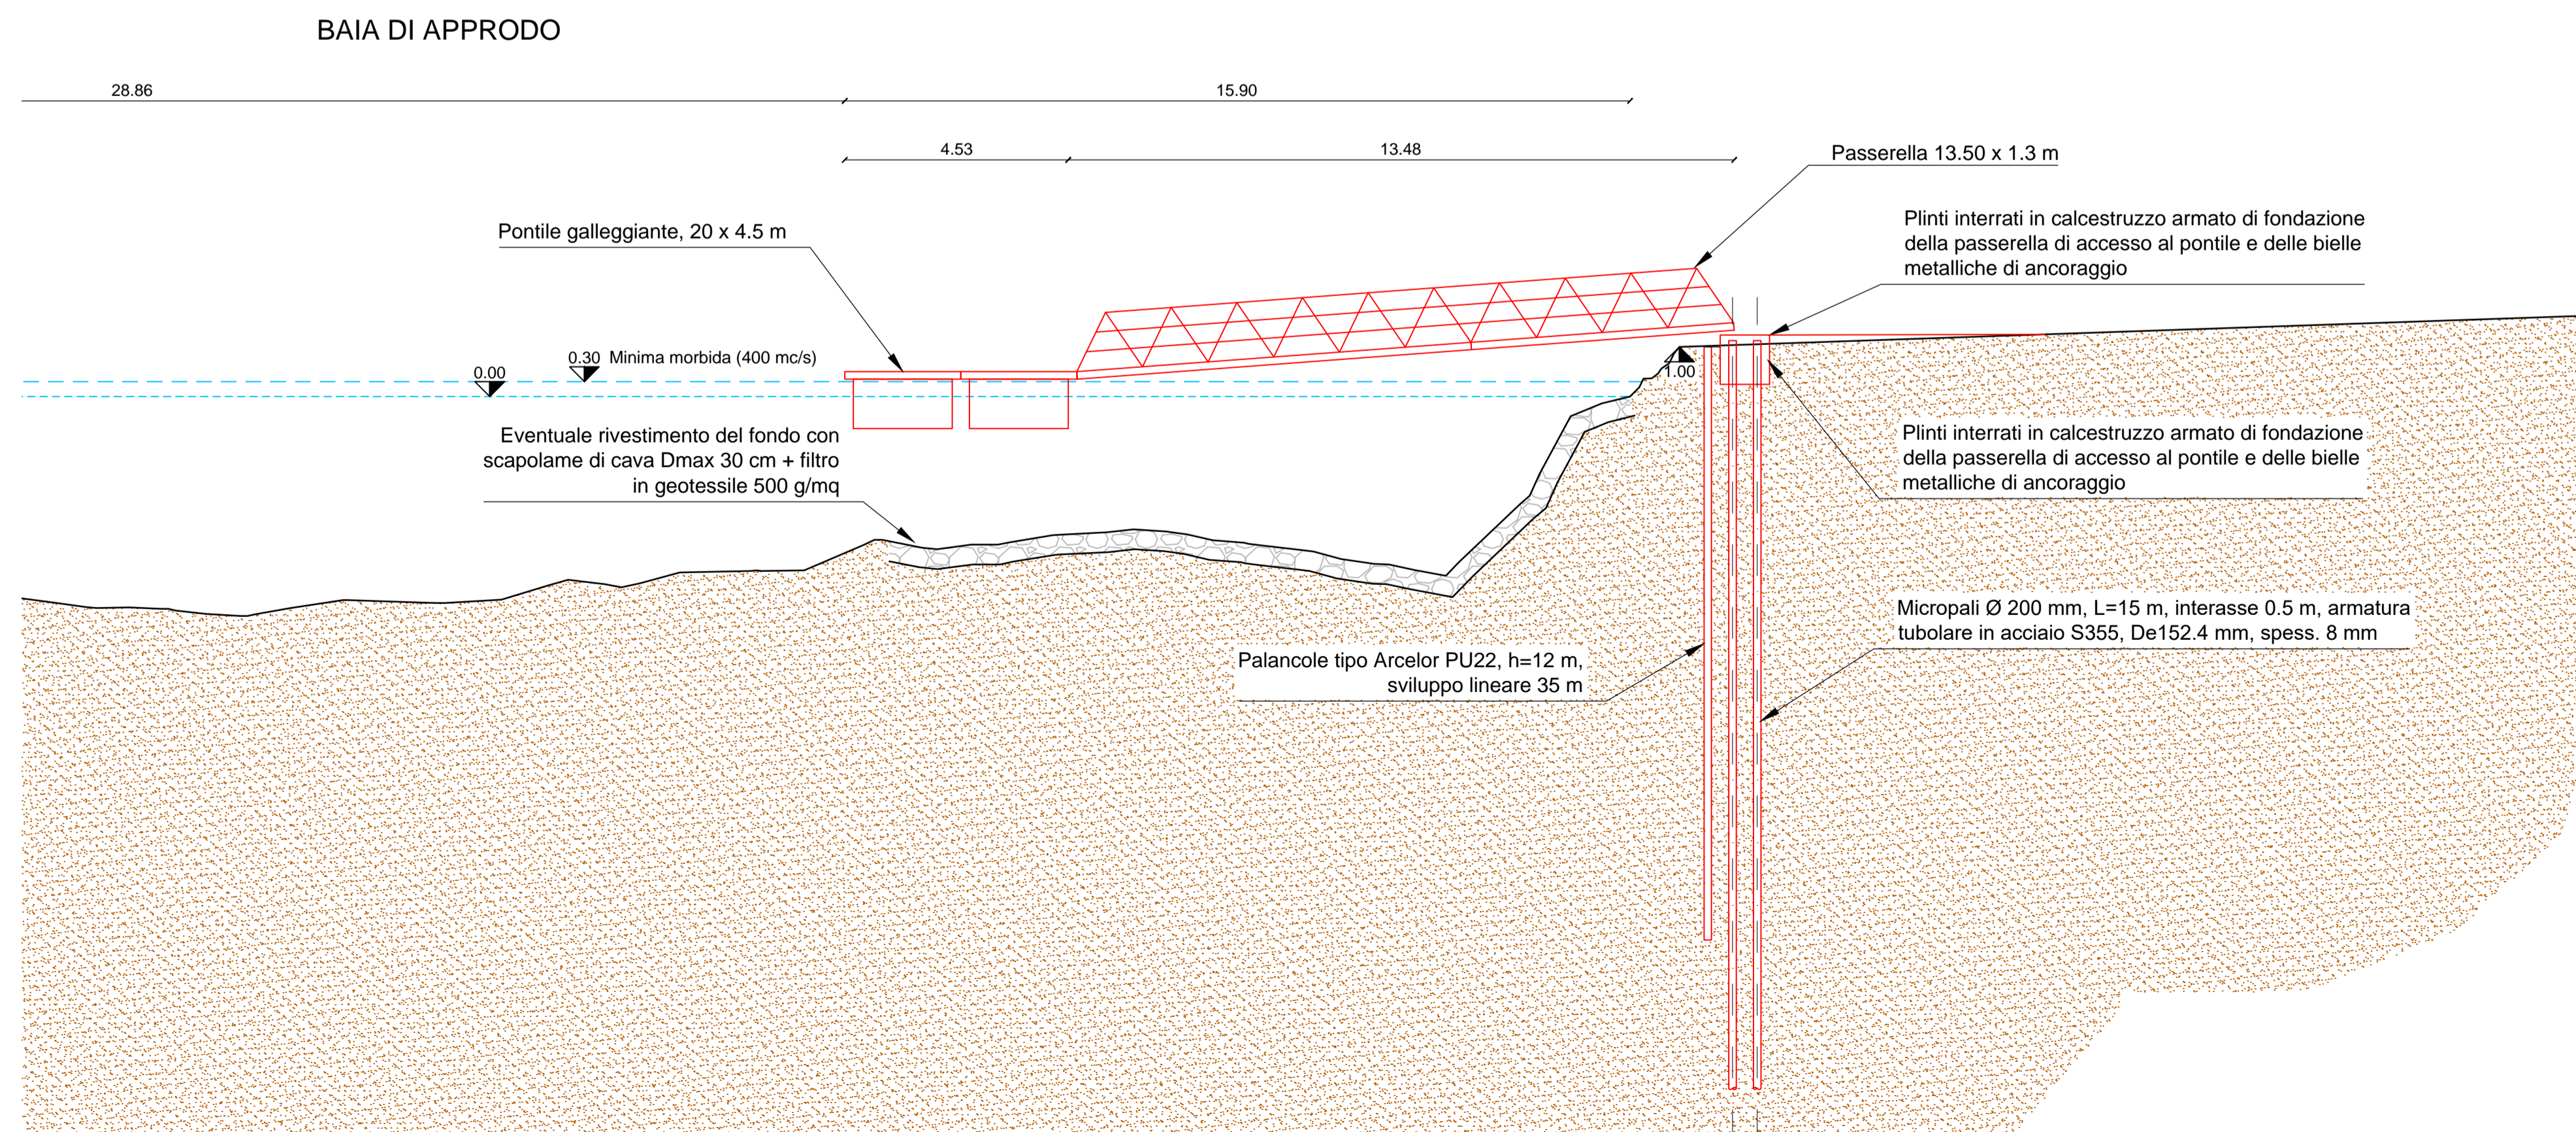 BAIA DI APPRODO
28.86
15.90
4.53
13.48
Passerella 13.50 x 1.3 m
Pontile galleggiante, 20 x 4.5 m
Plinti interrati in calcestruzzo armato di fondazione
della passerella di accesso al pontile e delle bielle
metalliche di ancoraggio
0.30 Minima morbida (400 mc/s)
0.00
1.00
Eventuale rivestimento del fondo con
scapolame di cava Dmax 30 cm + filtro
in geotessile 500 g/mq
Plinti interrati in calcestruzzo armato di fondazione
della passerella di accesso al pontile e delle bielle
metalliche di ancoraggio
Micropali Ø 200 mm, L=15 m, interasse 0.5 m, armatura
tubolare in acciaio S355, De152.4 mm, spess. 8 mm
Palancole tipo Arcelor PU22, h=12 m,
sviluppo lineare 35 m